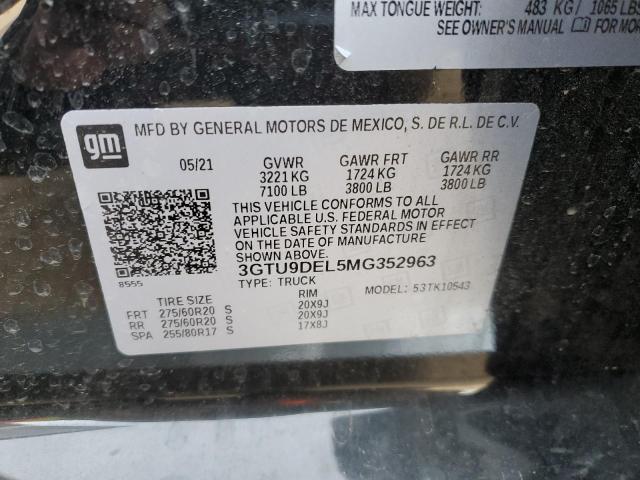 MAX TONGUE WEIGHT: 483 KG/ 1065 LBS
SEE OWNER'S MANUAL FOR MOR
gm
MFD BY GENERAL MOTORS DE MEXICO, S. DE R.L. DE C.V.
05/21 GVWR GAWR FRT GAWR RR
3221 KG 1724 KG 1724 KG
7100 LB 3800 LB 3800 LB
THIS VEHICLE CONFORMS TO ALL
APPLICABLE U.S. FEDERAL MOTOR
VEHICLE SAFETY STANDARDS IN EFFECT
ON THE DATE OF MANUFACTURE
SHOWN ABOVE.
3GTU9DEL5MG352963
8555 TYPE: TRUCK MODEL: 53TK10543
TIRE SIZE RIM
FRT 275/60R20 S 20X9J
RR 275/60R20 S 20X9J
SPA 255/80R17 S 17X8J